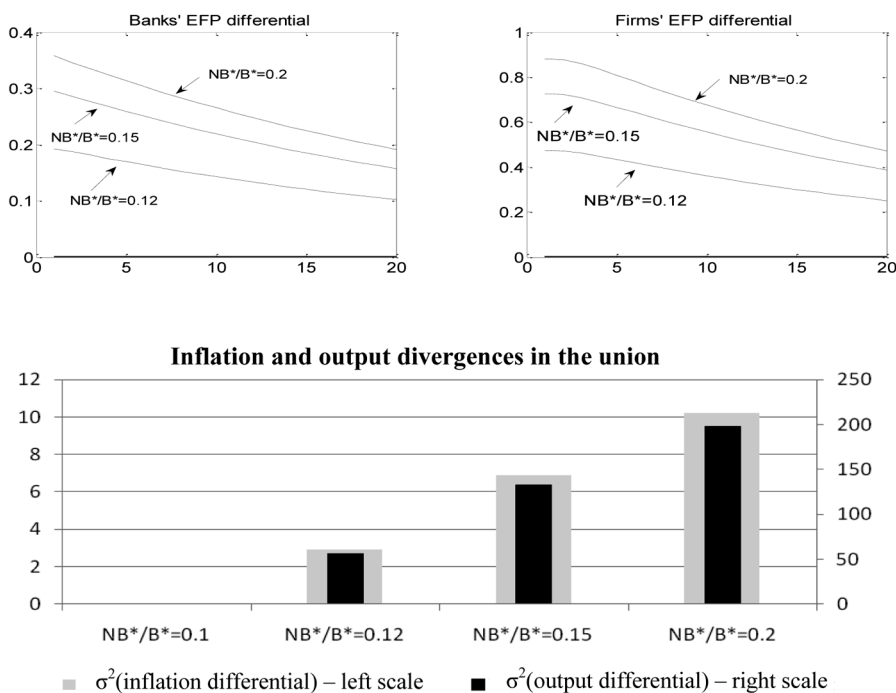 Banks' EFP differential
0.4
0.3
0.2
0.1
0
0
5
10
15
20
NB*/B*=0.2
NB*/B*=0.15
NB*/B*=0.12
Firms' EFP differential
1
0.8
0.6
0.4
0.2
0
0
5
10
15
20
NB*/B*=0.2
NB*/B*=0.15
NB*/B*=0.12
Inflation and output divergences in the union
12
10
8
6
4
2
0
250
200
150
100
50
0
NB*/B*=0.1
NB*/B*=0.12
NB*/B*=0.15
NB*/B*=0.2
σ²(inflation differential) – left scale
σ²(output differential) – right scale